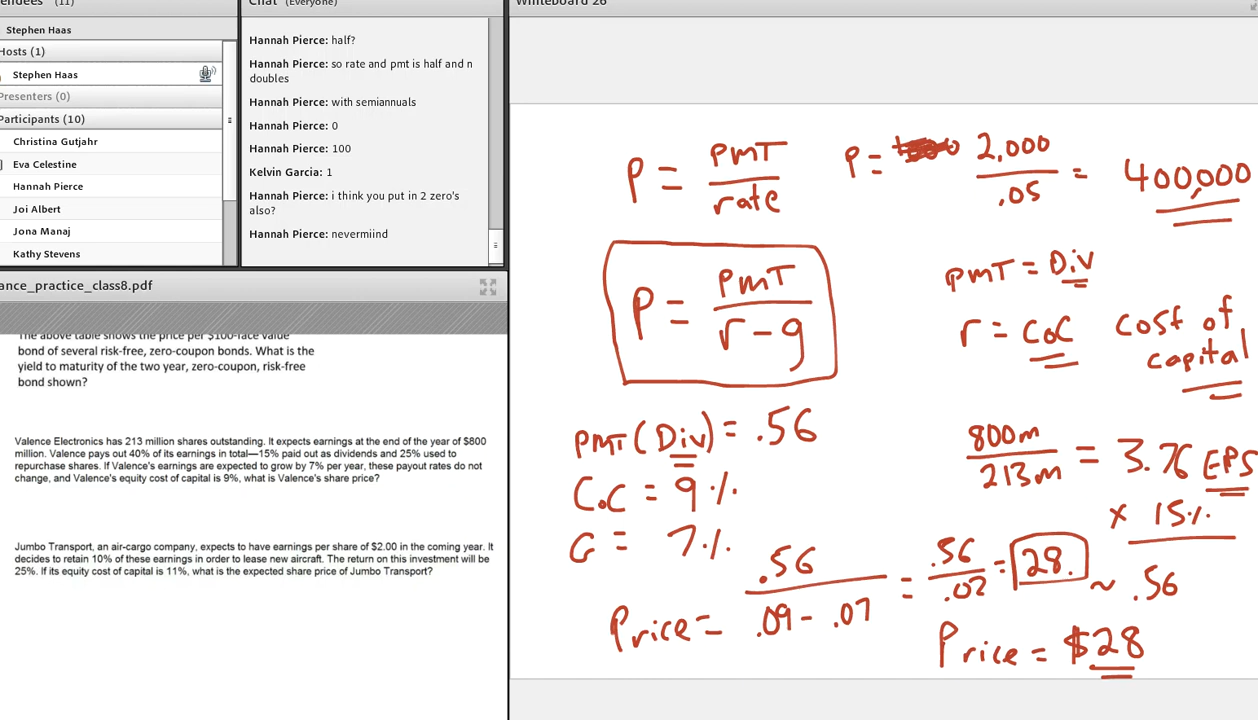 endees (11)
Stephen Haas
Hosts (1)
Stephen Haas
Presenters (0)
Participants (10)
Christina Gutjahr
Eva Celestine
Hannah Pierce
Joi Albert
Jona Manaj
Kathy Stevens
Chat (Everyone)
Hannah Pierce: half?
Hannah Pierce: so rate and pmt is half and n
doubles
Hannah Pierce: with semiannuals
Hannah Pierce: 0
Hannah Pierce: 100
Kelvin Garcia: 1
Hannah Pierce: i think you put in 2 zero's
also?
Hannah Pierce: nevermiind
ance_practice_class8.pdf
The above table shows the price per $100-face value
bond of several risk-free, zero-coupon bonds. What is the
yield to maturity of the two year, zero-coupon, risk-free
bond shown?
Valence Electronics has 213 million shares outstanding. It expects earnings at the end of the year of $800
million. Valence pays out 40% of its earnings in total—15% paid out as dividends and 25% used to
repurchase shares. If Valence's earnings are expected to grow by 7% per year, these payout rates do not
change, and Valence's equity cost of capital is 9%, what is Valence's share price?
Jumbo Transport, an air-cargo company, expects to have earnings per share of $2.00 in the coming year. It
decides to retain 10% of these earnings in order to lease new aircraft. The return on this investment will be
25%. If its equity cost of capital is 11%, what is the expected share price of Jumbo Transport?
Whiteboard 26
P = PMT / rate
P = 2,000 / .05 = 400,000
P = PMT / r - g
PMT = Div
r = CoC Cost of
capital
PMT (Div) = .56
CoC = 9%
G = 7%
800m / 213m = 3.76 EPS
x 15%
~ .56
Price = .56 / .09 - .07 = .56 / .02 = 28.
Price = $28